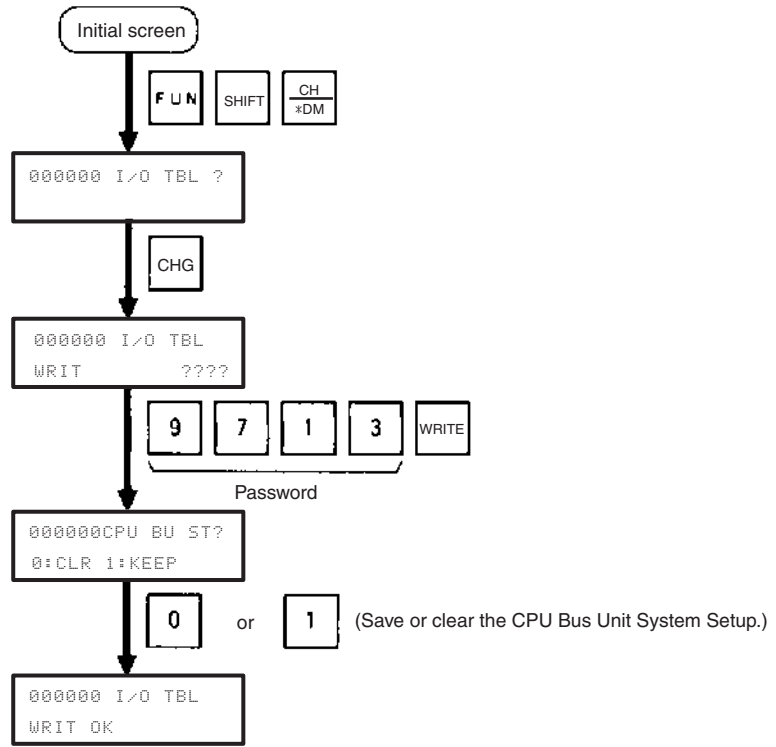 Initial screen
FUN SHIFT CH
*DM
000000 I/O TBL ?
CHG
000000 I/O TBL
WRIT ????
9 7 1 3 WRITE
Password
000000CPU BU ST?
0:CLR 1:KEEP
0 or 1 (Save or clear the CPU Bus Unit System Setup.)
000000 I/O TBL
WRIT OK